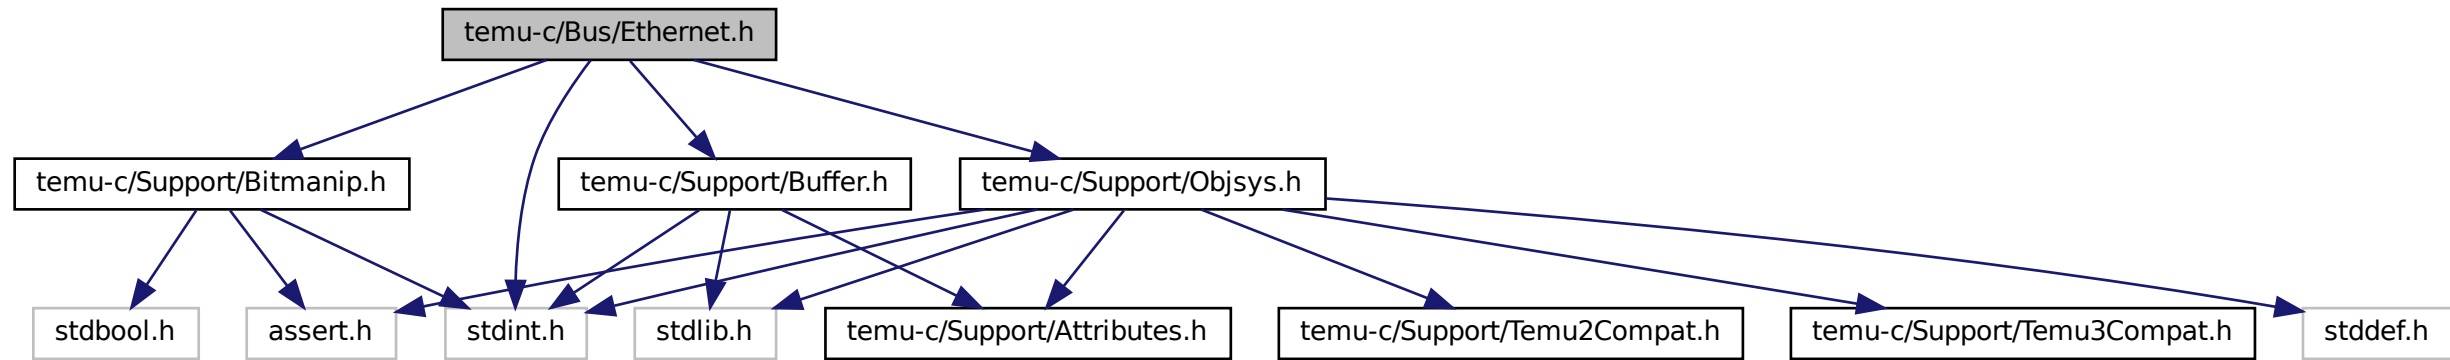 temu-c/Bus/Ethernet.h
temu-c/Support/Bitmanip.h
temu-c/Support/Buffer.h
temu-c/Support/Objsys.h
stdbool.h
assert.h
stdint.h
stdlib.h
temu-c/Support/Attributes.h
temu-c/Support/Temu2Compat.h
temu-c/Support/Temu3Compat.h
stddef.h